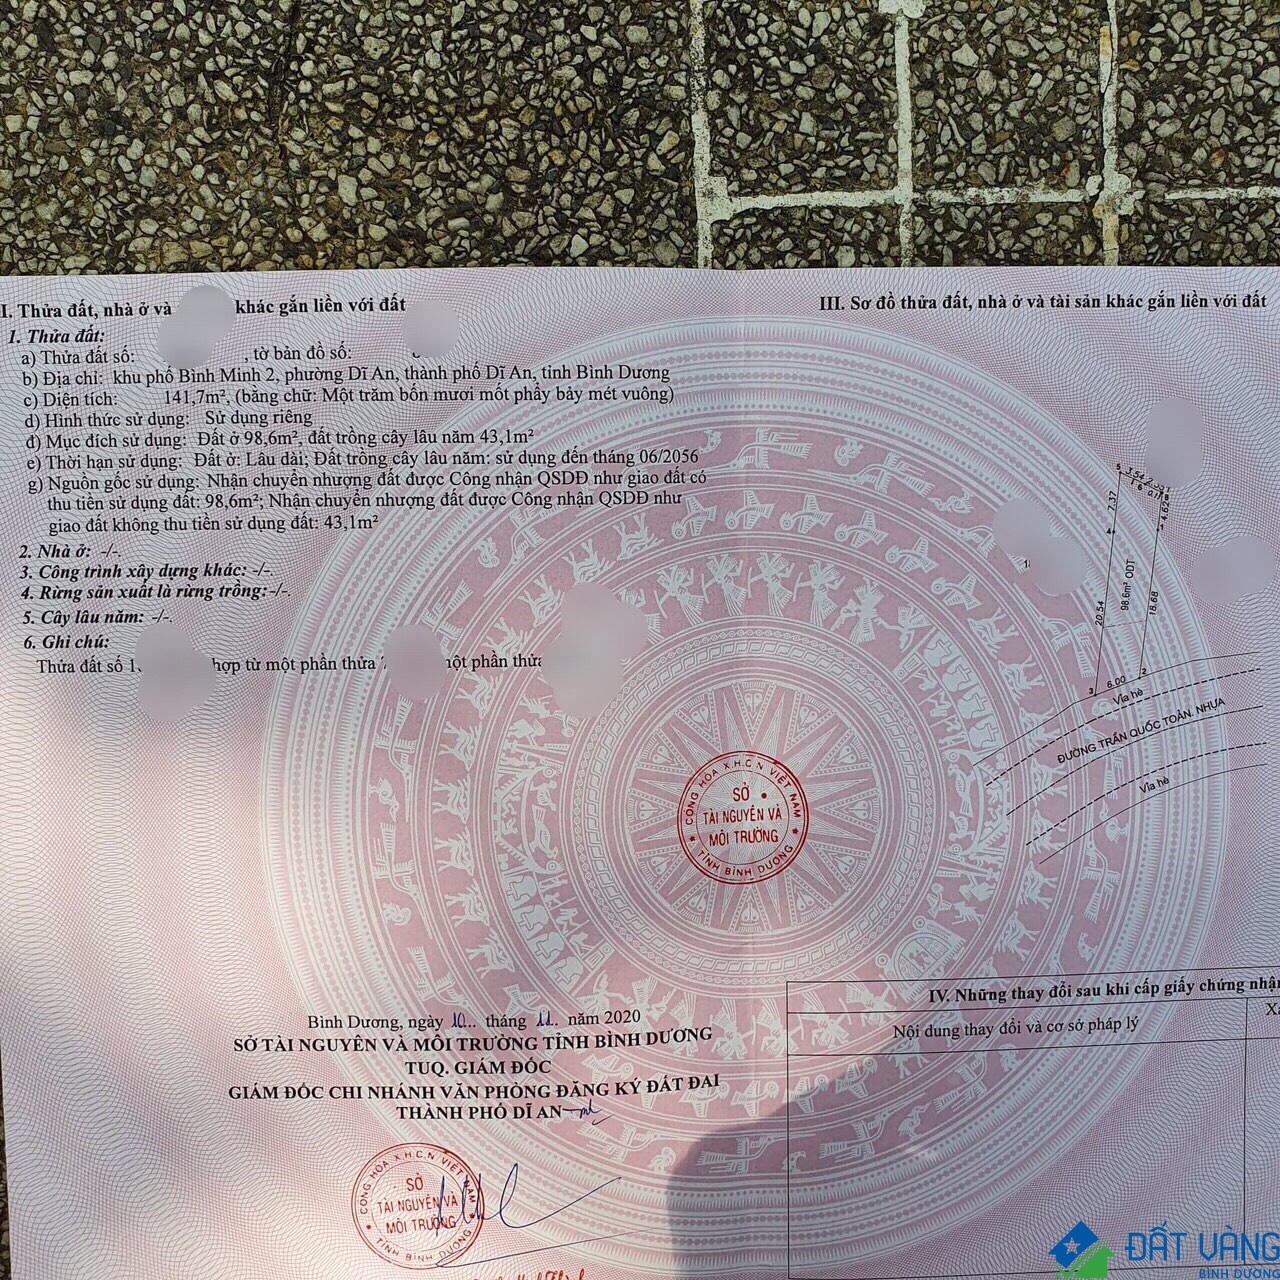 I. Thửa đất, nhà ở và khác gắn liền với đất
1. Thửa đất:
a) Thửa đất số: , tờ bản đồ số:
b) Địa chỉ: khu phố Bình Minh 2, phường Dĩ An, thành phố Dĩ An, tỉnh Bình Dương
c) Diện tích: 141,7m², (bằng chữ: Một trăm bốn mươi mốt phẩy bảy mét vuông)
d) Hình thức sử dụng: Sử dụng riêng
đ) Mục đích sử dụng: Đất ở 98,6m², đất trồng cây lâu năm 43,1m²
e) Thời hạn sử dụng: Đất ở: Lâu dài; Đất trồng cây lâu năm: sử dụng đến tháng 06/2056
g) Nguồn gốc sử dụng: Nhận chuyển nhượng đất được Công nhận QSDĐ như giao đất có
thu tiền sử dụng đất: 98,6m²; Nhận chuyển nhượng đất được Công nhận QSDĐ như
giao đất không thu tiền sử dụng đất: 43,1m²
2. Nhà ở: -/-.
3. Công trình xây dựng khác: -/-.
4. Rừng sản xuất là rừng trồng: -/-.
5. Cây lâu năm: -/-.
6. Ghi chú:
Thửa đất số 1 hợp từ một phần thửa một phần thửa
III. Sơ đồ thửa đất, nhà ở và tài sản khác gắn liền với đất
5
7.37
4.62
98.6m² ODT
20.54
18.68
3
6.00
2
Vỉa hè
ĐƯỜNG TRẦN QUỐC TOẢN, NHỰA
Vỉa hè
CỘNG HÒA X.H.C.N VIỆT NAM
SỞ
TÀI NGUYÊN VÀ
MÔI TRƯỜNG
TỈNH BÌNH DƯƠNG
IV. Những thay đổi sau khi cấp giấy chứng nhận
Nội dung thay đổi và cơ sở pháp lý
Bình Dương, ngày 10... tháng 11.. năm 2020
SỞ TÀI NGUYÊN VÀ MÔI TRƯỜNG TỈNH BÌNH DƯƠNG
TUQ. GIÁM ĐỐC
GIÁM ĐỐC CHI NHÁNH VĂN PHÒNG ĐĂNG KÝ ĐẤT ĐAI
THÀNH PHỐ DĨ AN
CỘNG HÒA X.H.C.N VIỆT NAM
SỞ
TÀI NGUYÊN VÀ
MÔI TRƯỜNG
TỈNH BÌNH DƯƠNG
ĐẤT VÀNG
BÌNH DƯƠNG